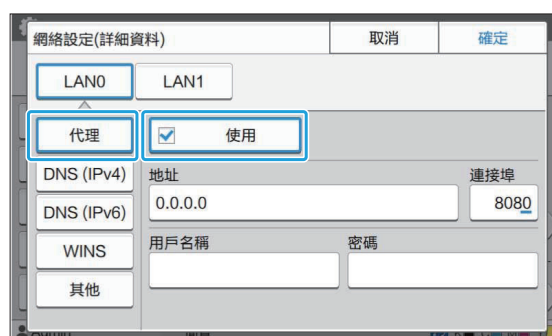 網絡設定(詳細資料)
取消
確定
LAN0
LAN1
代理
使用
DNS (IPv4)
地址
連接埠
0.0.0.0
8080
DNS (IPv6)
用戶名稱
密碼
WINS
其他